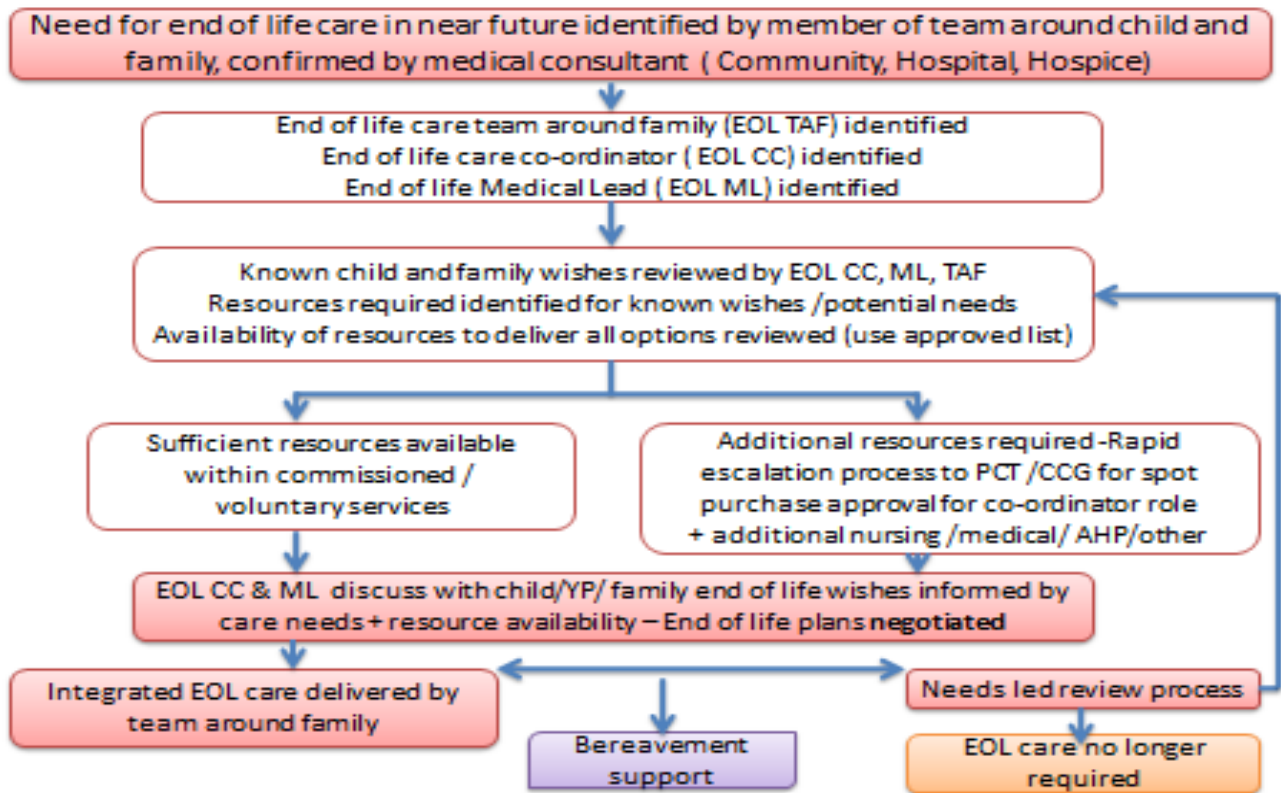 Need for end of life care in near future identified by member of team around child and
family, confirmed by medical consultant ( Community, Hospital, Hospice)
End of life care team around family (EOL TAF) identified
End of life care co-ordinator ( EOL CC) identified
End of life Medical Lead ( EOL ML) identified
Known child and family wishes reviewed by EOL CC, ML, TAF
Resources required identified for known wishes /potential needs
Availability of resources to deliver all options reviewed (use approved list)
Sufficient resources available
within commissioned /
voluntary services
Additional resources required -Rapid
escalation process to PCT /CCG for spot
purchase approval for co-ordinator role
+ additional nursing /medical/ AHP/other
EOL CC & ML discuss with child/YP/ family end of life wishes informed by
care needs + resource availability – End of life plans negotiated
Integrated EOL care delivered by
team around family
Needs led review process
Bereavement
support
EOL care no longer
required